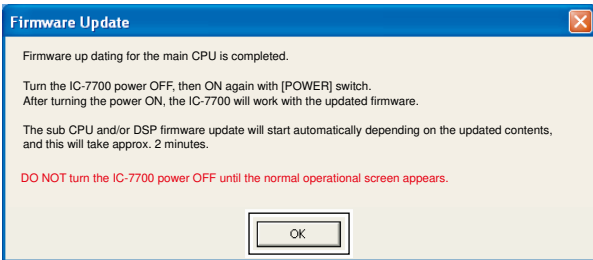 Firmware Update
Firmware up dating for the main CPU is completed.
Turn the IC-7700 power OFF, then ON again with [POWER] switch.
After turning the power ON, the IC-7700 will work with the updated firmware.
The sub CPU and/or DSP firmware update will start automatically depending on the updated contents,
and this will take approx. 2 minutes.
DO NOT turn the IC-7700 power OFF until the normal operational screen appears.
OK